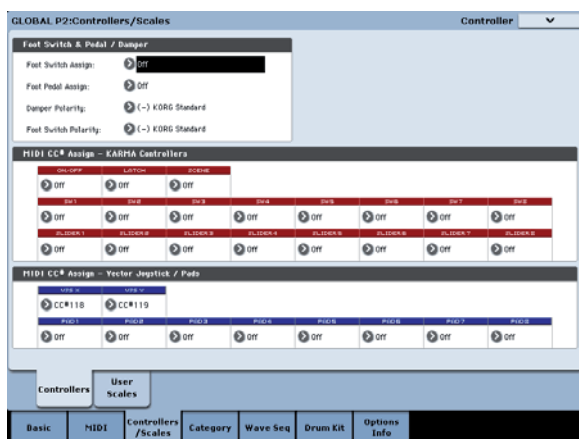 GLOBAL P2:Controllers/Scales Controller
Foot Switch & Pedal / Damper
Foot Switch Assign: Off
Foot Pedal Assign: Off
Damper Polarity: (-) KORG Standard
Foot Switch Polarity: (-) KORG Standard
MIDI CC# Assign - KARMA Controllers
ON-OFF LATCH SCENE
Off Off Off
SW1 SW2 SW3 SW4 SW5 SW6 SW7 SW8
Off Off Off Off Off Off Off Off
SLIDER1 SLIDER2 SLIDER3 SLIDER4 SLIDER5 SLIDER6 SLIDER7 SLIDER8
Off Off Off Off Off Off Off Off
MIDI CC# Assign - Vector Joystick / Pads
VJS X VJS Y
CC#118 CC#119
PAD1 PAD2 PAD3 PAD4 PAD5 PAD6 PAD7 PAD8
Off Off Off Off Off Off Off Off
Controllers User
Scales
Basic MIDI Controllers
/Scales Category Wave Seq Drum Kit Options
Info